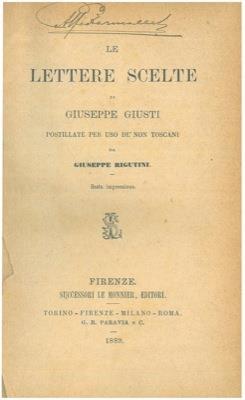 LE
LETTERE SCELTE
DI
GIUSEPPE GIUSTI
POSTILLATE PER USO DE' NON TOSCANI
DA
GIUSEPPE RIGUTINI.
Sesta impressione.
FIRENZE.
SUCCESSORI LE MONNIER, EDITORI.
TORINO - FIRENZE - MILANO - ROMA.
G. B. PARAVIA e C.
1889.